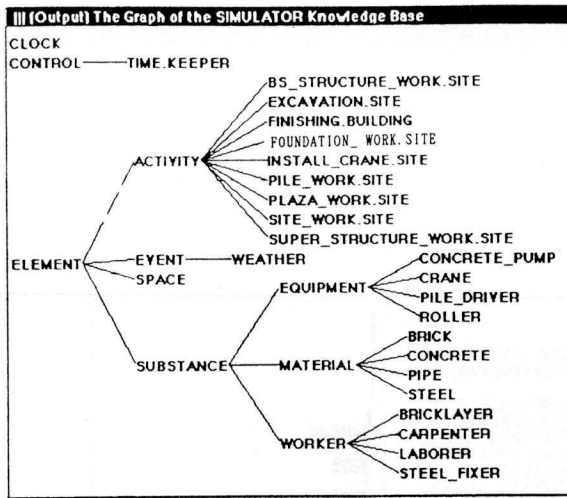 ||| (Output) The Graph of the SIMULATOR Knowledge Base
CLOCK
CONTROL TIME.KEEPER
BS_STRUCTURE_WORK.SITE
EXCAVATION.SITE
FINISHING.BUILDING
FOUNDATION_ WORK.SITE
ACTIVITY INSTALL_CRANE.SITE
PILE_WORK.SITE
PLAZA_WORK.SITE
SITE_WORK.SITE
SUPER_STRUCTURE_WORK.SITE
ELEMENT EVENT WEATHER
SPACE
CONCRETE_PUMP
EQUIPMENT CRANE
PILE_DRIVER
ROLLER
BRICK
SUBSTANCE MATERIAL CONCRETE
PIPE
STEEL
BRICKLAYER
WORKER CARPENTER
LABORER
STEEL_FIXER